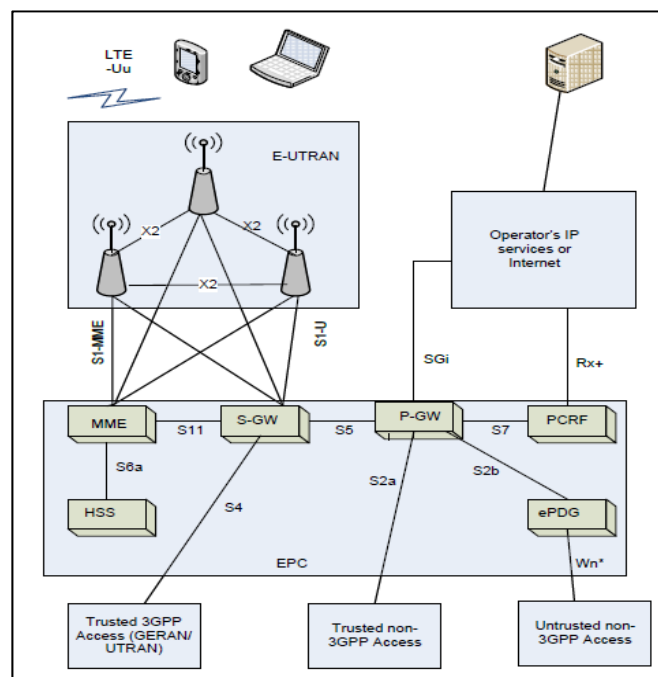 LTE
-Uu
E-UTRAN
X2
X2
X2
Operator's IP
services or
Internet
S1-MME
S1-U
SGi
Rx+
MME
S11
S-GW
S5
P-GW
S7
PCRF
S6a
S2a
S2b
HSS
S4
ePDG
EPC
Wn*
Trusted 3GPP
Access (GERAN/
UTRAN)
Trusted non-
3GPP Access
Untrusted non-
3GPP Access